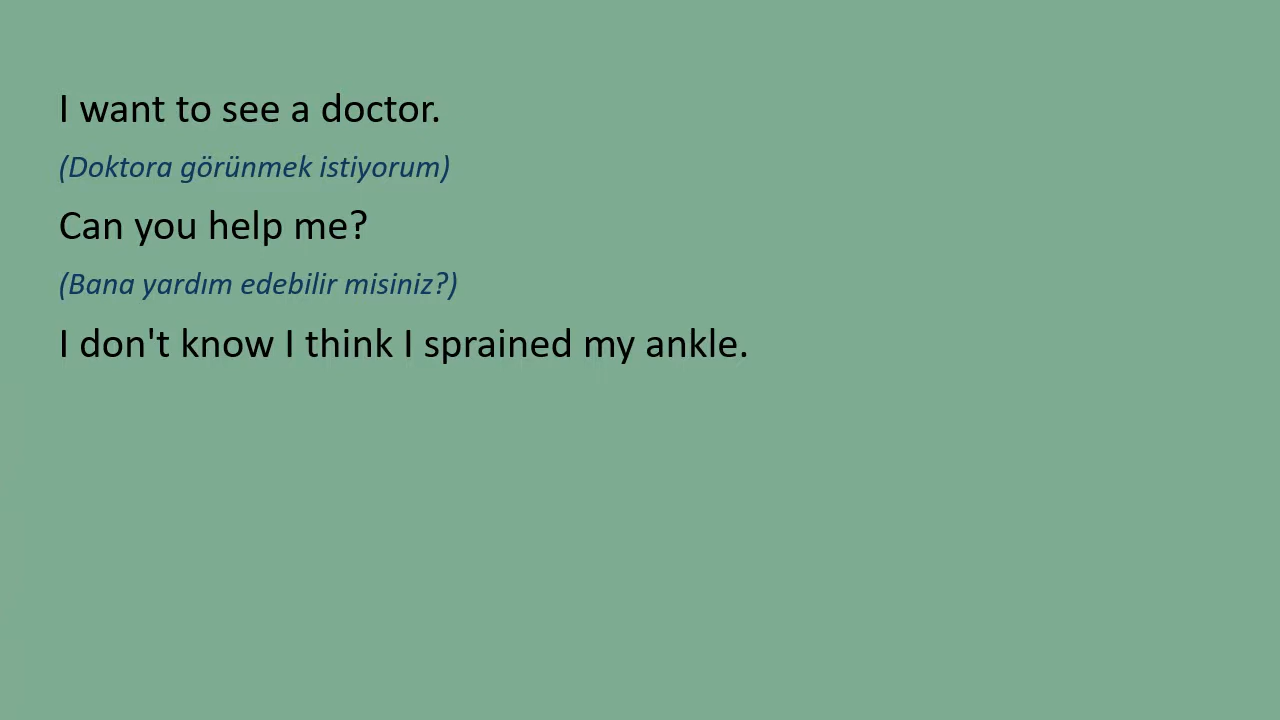 I want to see a doctor.
(Doktora görünmek istiyorum)
Can you help me?
(Bana yardım edebilir misiniz?)
I don't know I think I sprained my ankle.